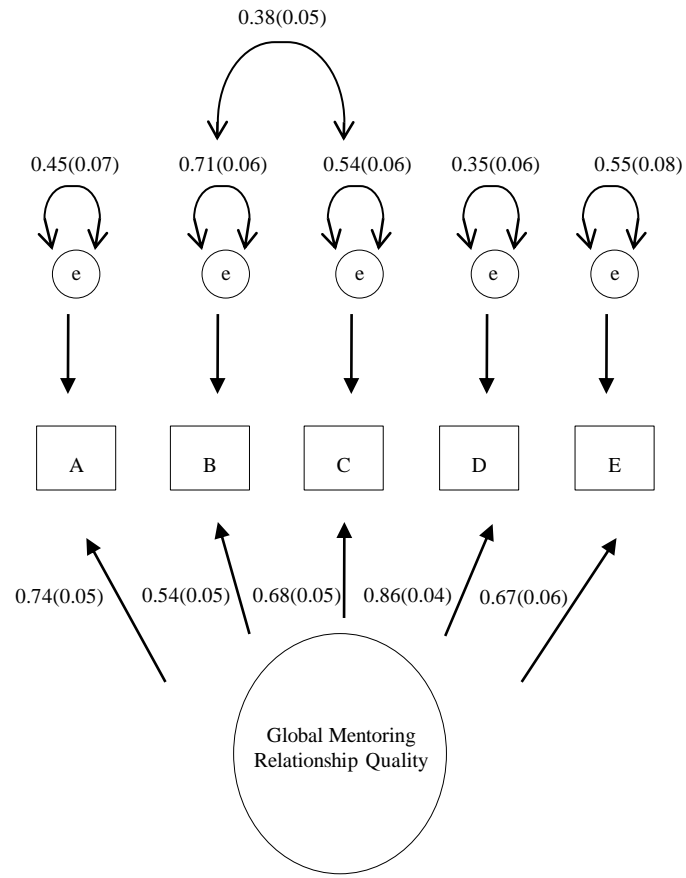 0.38(0.05)
0.45(0.07) 0.71(0.06) 0.54(0.06) 0.35(0.06) 0.55(0.08)
e e e e e
A B C D E
0.74(0.05) 0.54(0.05) 0.68(0.05) 0.86(0.04) 0.67(0.06)
Global Mentoring
Relationship Quality